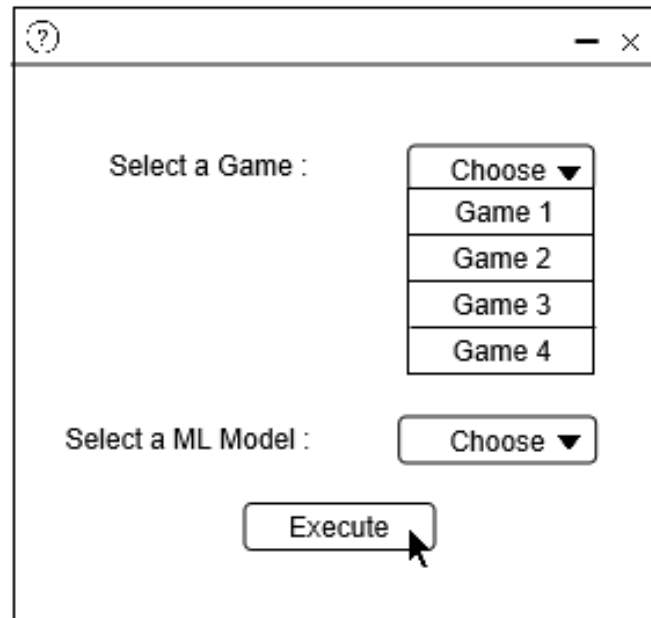 ?
Select a Game : Choose
Game 1
Game 2
Game 3
Game 4
Select a ML Model : Choose
Execute